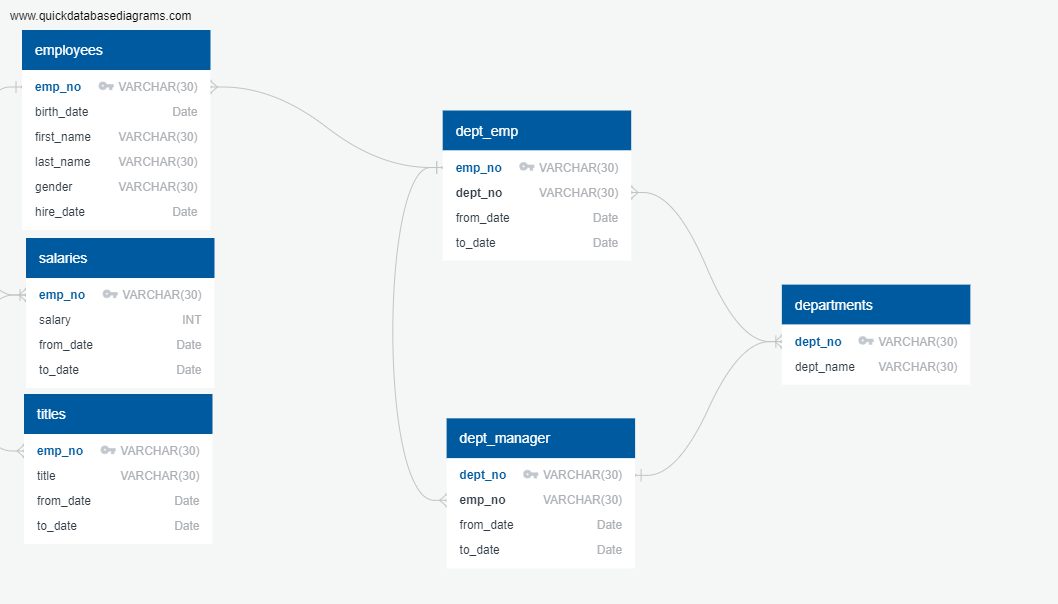 www.quickdatabasediagrams.com
employees
emp_no VARCHAR(30)
birth_date Date
first_name VARCHAR(30)
last_name VARCHAR(30)
gender VARCHAR(30)
hire_date Date
salaries
emp_no VARCHAR(30)
salary INT
from_date Date
to_date Date
titles
emp_no VARCHAR(30)
title VARCHAR(30)
from_date Date
to_date Date
dept_emp
emp_no VARCHAR(30)
dept_no VARCHAR(30)
from_date Date
to_date Date
dept_manager
dept_no VARCHAR(30)
emp_no VARCHAR(30)
from_date Date
to_date Date
departments
dept_no VARCHAR(30)
dept_name VARCHAR(30)